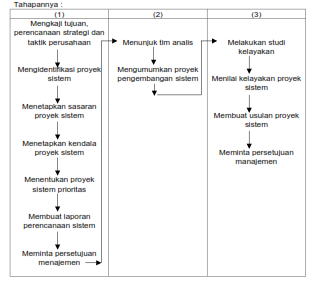 Tahapannya :
(1)
Mengkaji tujuan,
perencanaan strategi dan
taktik perusahaan
Mengidentifikasi proyek
sistem
Menetapkan sasaran
proyek sistem
Menetapkan kendala
proyek sistem
Menentukan proyek
sistem prioritas
Membuat laporan
perencanaan sistem
Meminta persetujuan
menajemen
(2)
Menunjuk tim analis
Mengumumkan proyek
pengembangan sistem
(3)
Melakukan studi
kelayakan
Menilai kelayakan proyek
sistem
Membuat usulan proyek
sistem
Meminta persetujuan
manajemen